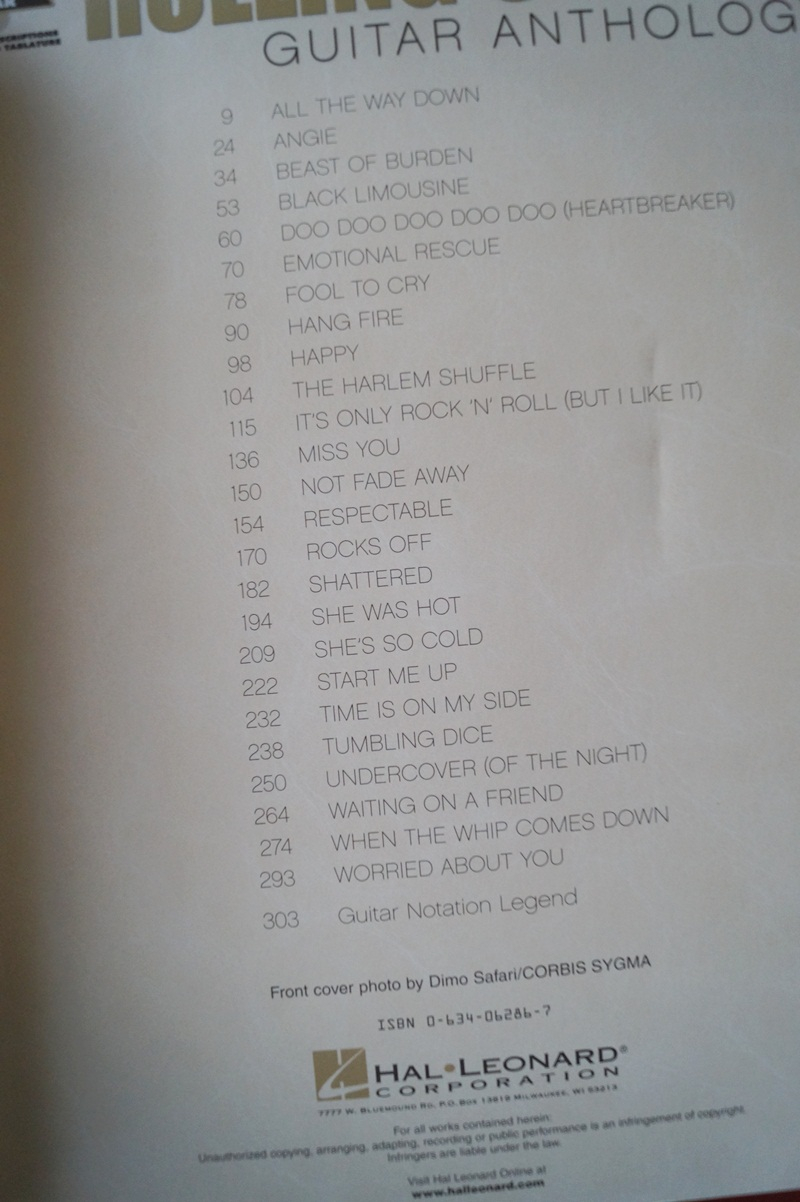 GUITAR ANTHOLOG
9 ALL THE WAY DOWN
24 ANGIE
34 BEAST OF BURDEN
53 BLACK LIMOUSINE
60 DOO DOO DOO DOO DOO (HEARTBREAKER)
70 EMOTIONAL RESCUE
78 FOOL TO CRY
90 HANG FIRE
98 HAPPY
104 THE HARLEM SHUFFLE
115 IT'S ONLY ROCK 'N' ROLL (BUT I LIKE IT)
136 MISS YOU
150 NOT FADE AWAY
154 RESPECTABLE
170 ROCKS OFF
182 SHATTERED
194 SHE WAS HOT
209 SHE'S SO COLD
222 START ME UP
232 TIME IS ON MY SIDE
238 TUMBLING DICE
250 UNDERCOVER (OF THE NIGHT)
264 WAITING ON A FRIEND
274 WHEN THE WHIP COMES DOWN
293 WORRIED ABOUT YOU
303 Guitar Notation Legend
Front cover photo by Dimo Safari/CORBIS SYGMA
ISBN 0-634-06286-7
HAL•LEONARD®
CORPORATION
7777 W. BLUEMOUND RD. P.O. BOX 13819 MILWAUKEE, WI 53213
For all works contained herein:
Unauthorized copying, arranging, adapting, recording or public performance is an infringement of copyright.
Infringers are liable under the law.
Visit Hal Leonard Online at
www.halleonard.com